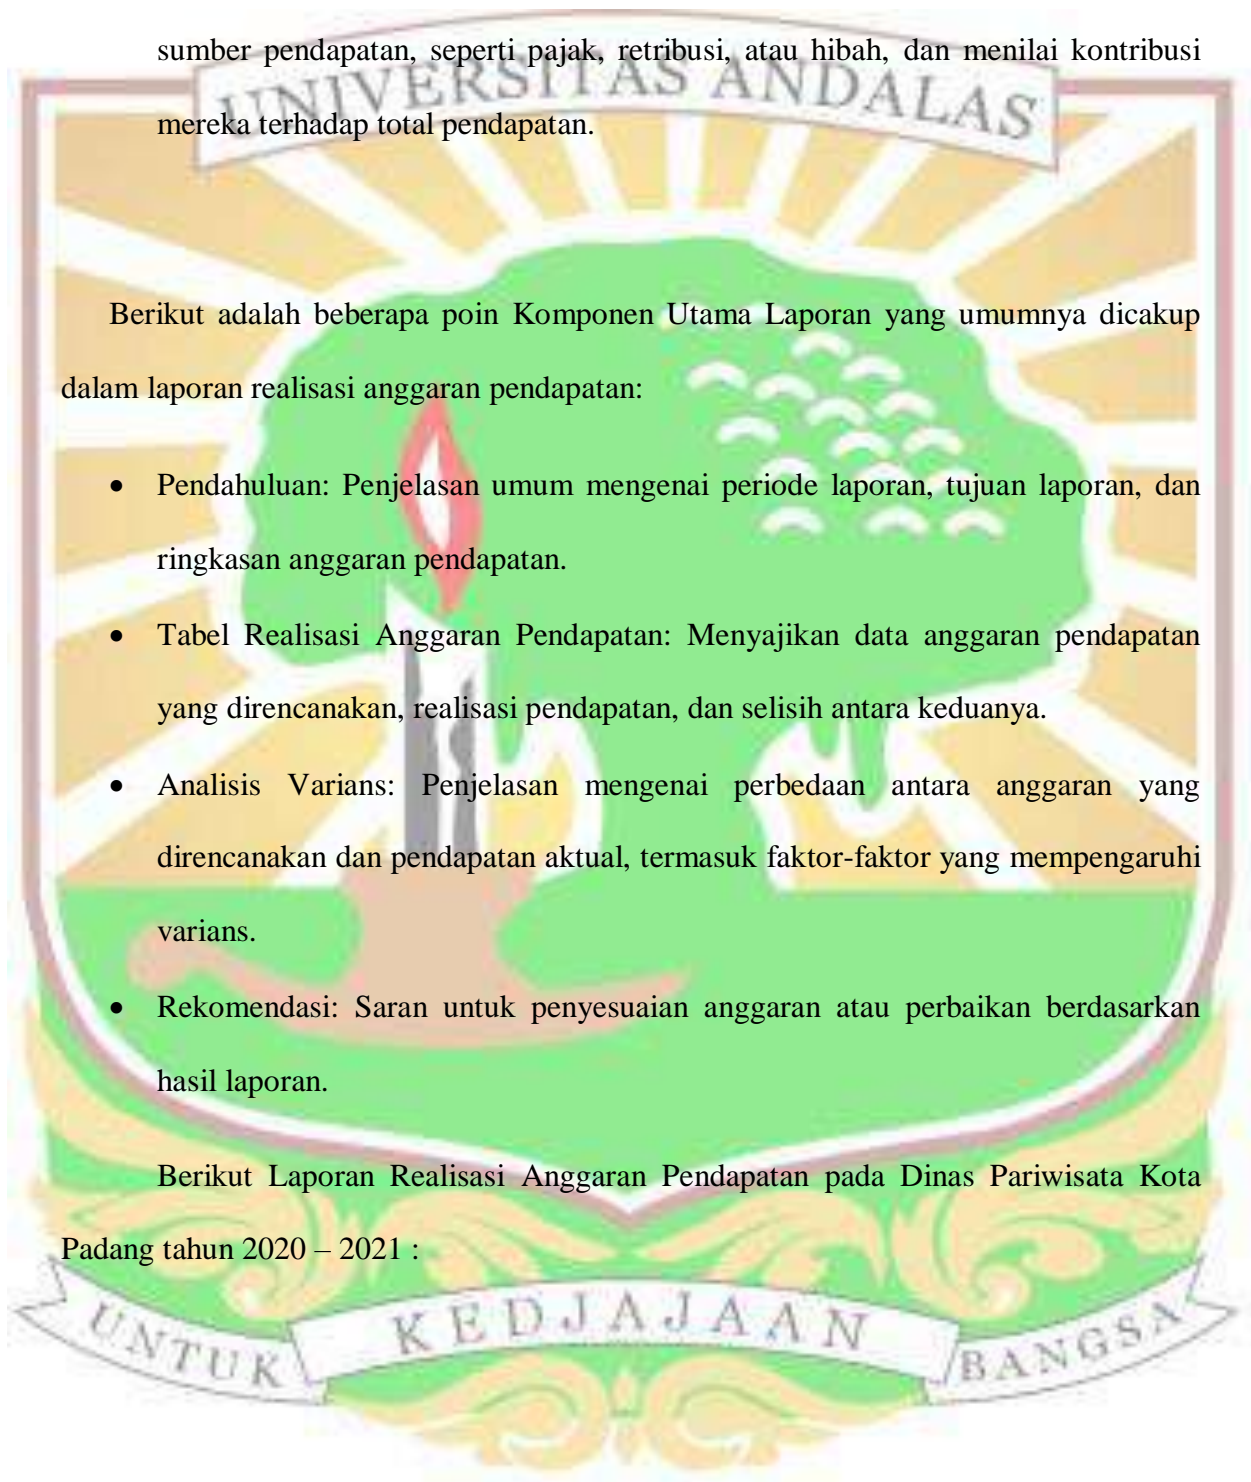 sumber pendapatan, seperti pajak, retribusi, atau hibah, dan menilai kontribusi
UNIVERSITAS ANDALAS
mereka terhadap total pendapatan.
Berikut adalah beberapa poin Komponen Utama Laporan yang umumnya dicakup
dalam laporan realisasi anggaran pendapatan:
• Pendahuluan: Penjelasan umum mengenai periode laporan, tujuan laporan, dan
ringkasan anggaran pendapatan.
• Tabel Realisasi Anggaran Pendapatan: Menyajikan data anggaran pendapatan
yang direncanakan, realisasi pendapatan, dan selisih antara keduanya.
• Analisis Varians: Penjelasan mengenai perbedaan antara anggaran yang
direncanakan dan pendapatan aktual, termasuk faktor-faktor yang mempengaruhi
varians.
• Rekomendasi: Saran untuk penyesuaian anggaran atau perbaikan berdasarkan
hasil laporan.
Berikut Laporan Realisasi Anggaran Pendapatan pada Dinas Pariwisata Kota
Padang tahun 2020 – 2021 :
UNTUK KEDJAJAAN BANGSA